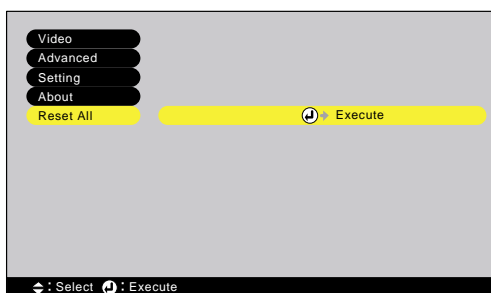 Video
Advanced
Setting
About
Reset All Execute
: Select : Execute